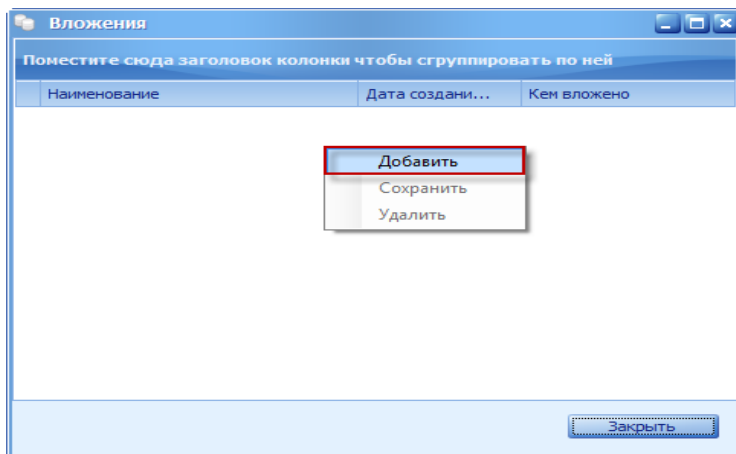 Вложения
Поместите сюда заголовок колонки чтобы сгруппировать по ней
Наименование Дата создани... Кем вложено
Добавить
Сохранить
Удалить
Закрыть